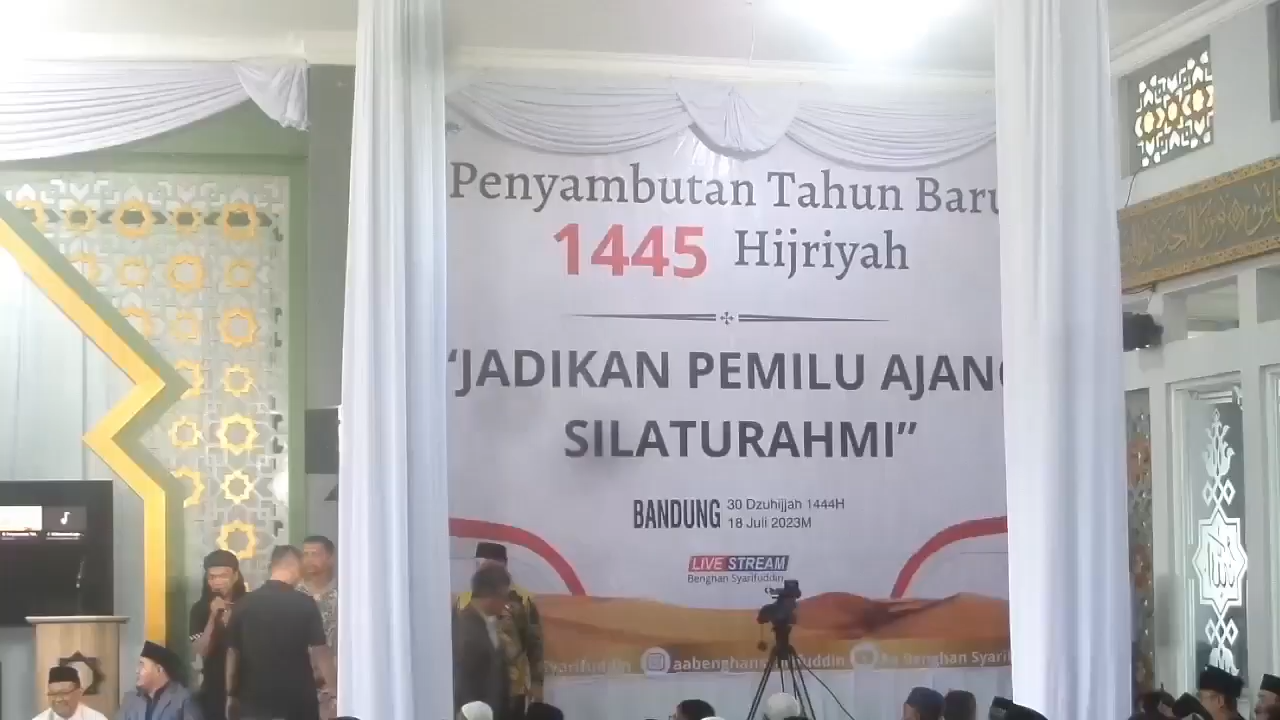 Penyambutan Tahun Baru
1445 Hijriyah
“JADIKAN PEMILU AJANG
SILATURAHMI”
BANDUNG
30 Dzuhijjah 1444H
18 Juli 2023M
LIVE STREAM
Benghan Syarifuddin